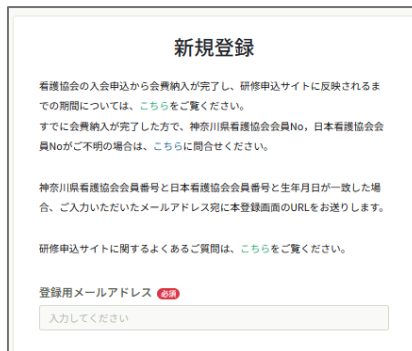 新規登録
看護協会の入会申込から会費納入が完了し、研修申込サイトに反映されるま
での期間については、こちらをご覧ください。
すでに会費納入が完了した方で、神奈川県看護協会会員No，日本看護協会会
員Noがご不明の場合は、こちらに問合せください。
神奈川県看護協会会員番号と日本看護協会会員番号と生年月日が一致した場
合、ご入力いただいたメールアドレス宛に本登録画面のURLをお送りします。
研修申込サイトに関するよくあるご質問は、こちらをご覧ください。
登録用メールアドレス 必須
入力してください